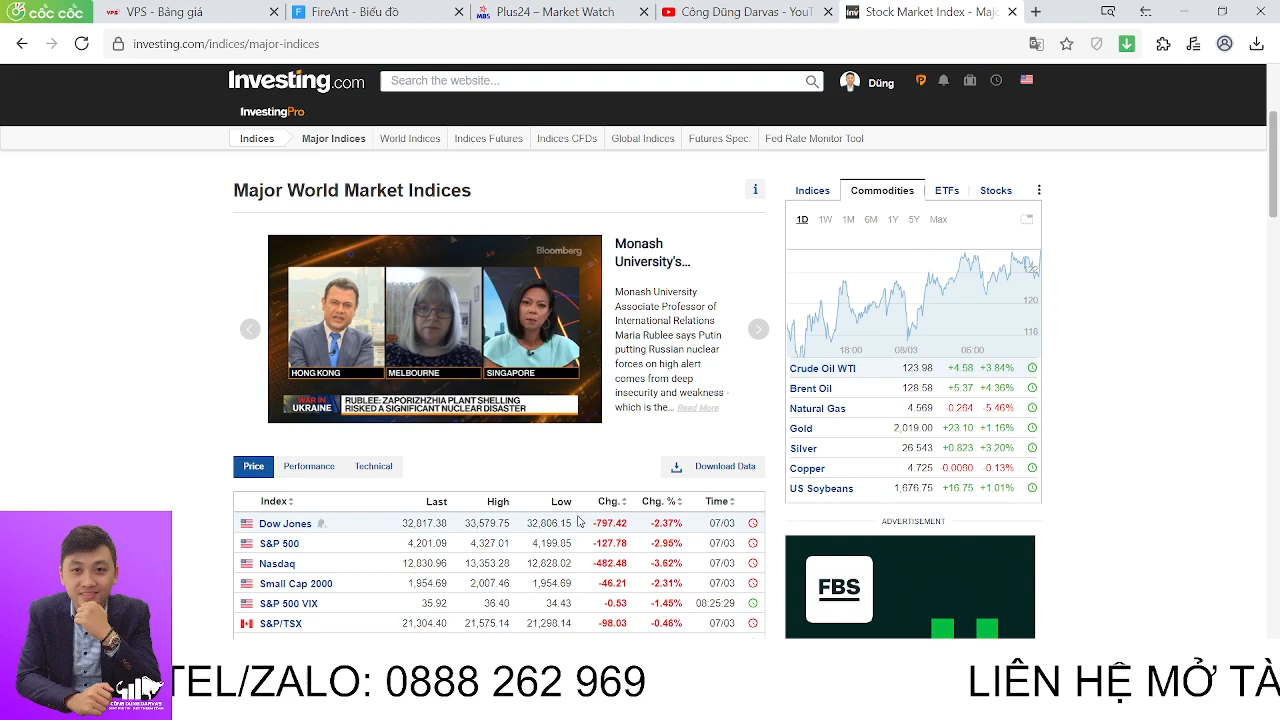 cốc cốc
VPS - Bảng giá
FireAnt - Biểu đồ
MBS
Plus24 – Market Watch
Công Dũng Darvas - YouT
Inv
Stock Market Index - Majo
investing.com/indices/major-indices
Investing.com
Search the website...
Dũng
InvestingPro
Indices
Major Indices
World Indices
Indices Futures
Indices CFDs
Global Indices
Futures Spec.
Fed Rate Monitor Tool
Major World Market Indices
i
Bloomberg
HONG KONG
MELBOURNE
SINGAPORE
WAR IN
UKRAINE
RUBLEE: ZAPORIZHZHIA PLANT SHELLING
RISKED A SIGNIFICANT NUCLEAR DISASTER
Monash
University's...
Monash University
Associate Professor of
International Relations
Maria Rublee says Putin
putting Russian nuclear
forces on high alert
comes from deep
insecurity and weakness -
which is the... Read More
Price
Performance
Technical
Download Data
Index Last High Low Chg. Chg. % Time
Dow Jones 32,817.38 33,579.75 32,806.15 -797.42 -2.37% 07/03
S&P 500 4,201.09 4,327.01 4,199.85 -127.78 -2.95% 07/03
Nasdaq 12,830.96 13,353.28 12,828.02 -482.48 -3.62% 07/03
Small Cap 2000 1,954.69 2,007.46 1,954.69 -46.21 -2.31% 07/03
S&P 500 VIX 35.92 36.40 34.43 -0.53 -1.45% 08:25:29
S&P/TSX 21,304.40 21,575.14 21,298.14 -98.03 -0.46% 07/03
Indices
Commodities
ETFs
Stocks
1D 1W 1M 6M 1Y 5Y Max
122
120
118
18:00 08/03 06:00
Crude Oil WTI 123.98 +4.58 +3.84%
Brent Oil 128.58 +5.37 +4.36%
Natural Gas 4.569 -0.264 -5.46%
Gold 2,019.00 +23.10 +1.16%
Silver 26.543 +0.823 +3.20%
Copper 4.725 -0.0060 -0.13%
US Soybeans 1,676.75 +16.75 +1.01%
ADVERTISEMENT
FBS
CÔNG DŨNG DARVAS
TEL/ZALO: 0888 262 969
LIÊN HỆ MỞ TÀ